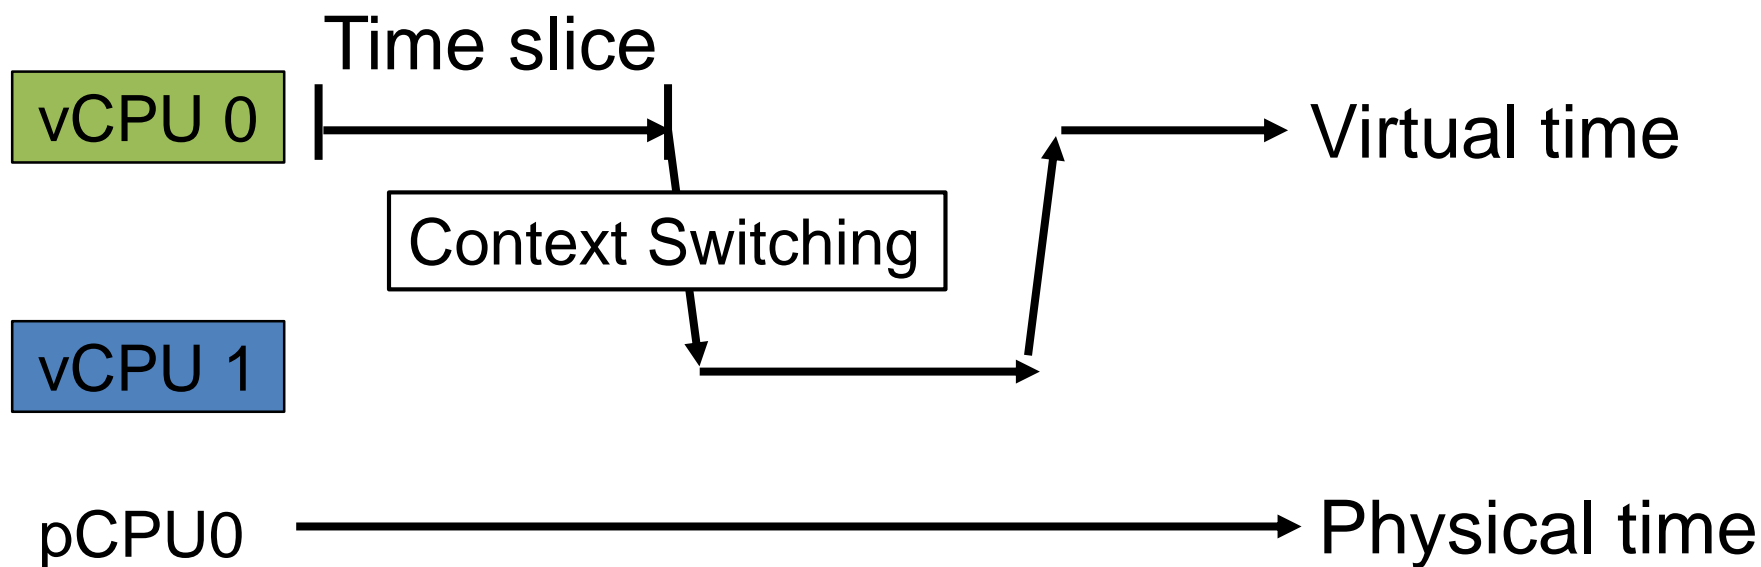 Time slice
vCPU 0
Virtual time
Context Switching
vCPU 1
pCPU0
Physical time